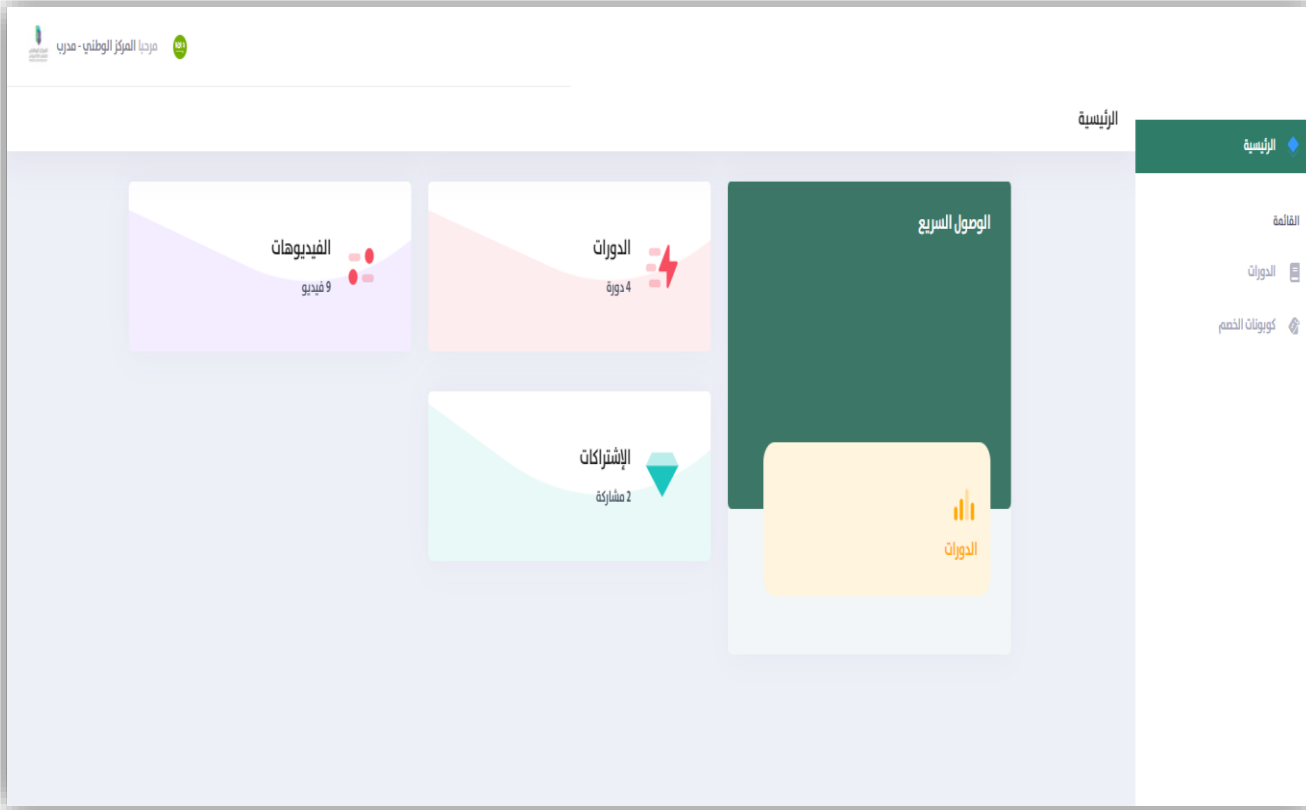 مرحبا المركز الوطني - مدرب
الرئيسية
الرئيسية
القائمة
الدورات
كوبونات الخصم
الوصول السريع
الدورات
الدورات
4 دورة
الفيديوهات
9 فيديو
الإشتراكات
2 مشاركة